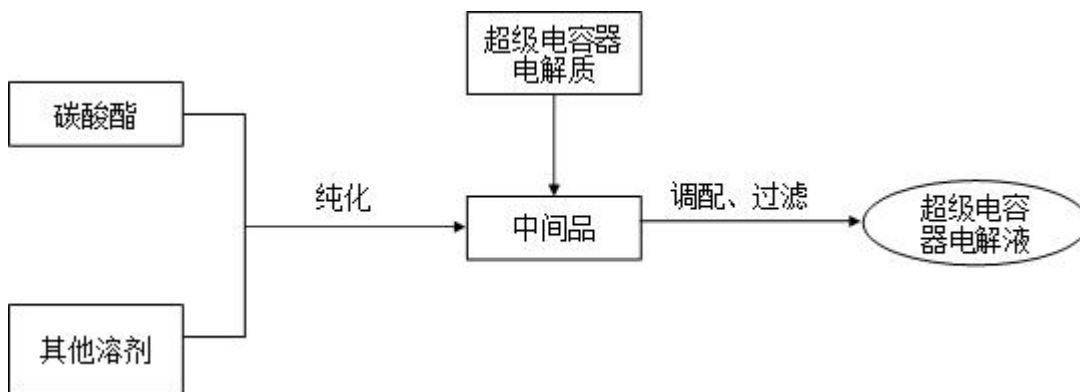 超级电容器
电解质
碳酸酯
纯化
调配、过滤
中间品
超级电容
器电解液
其他溶剂